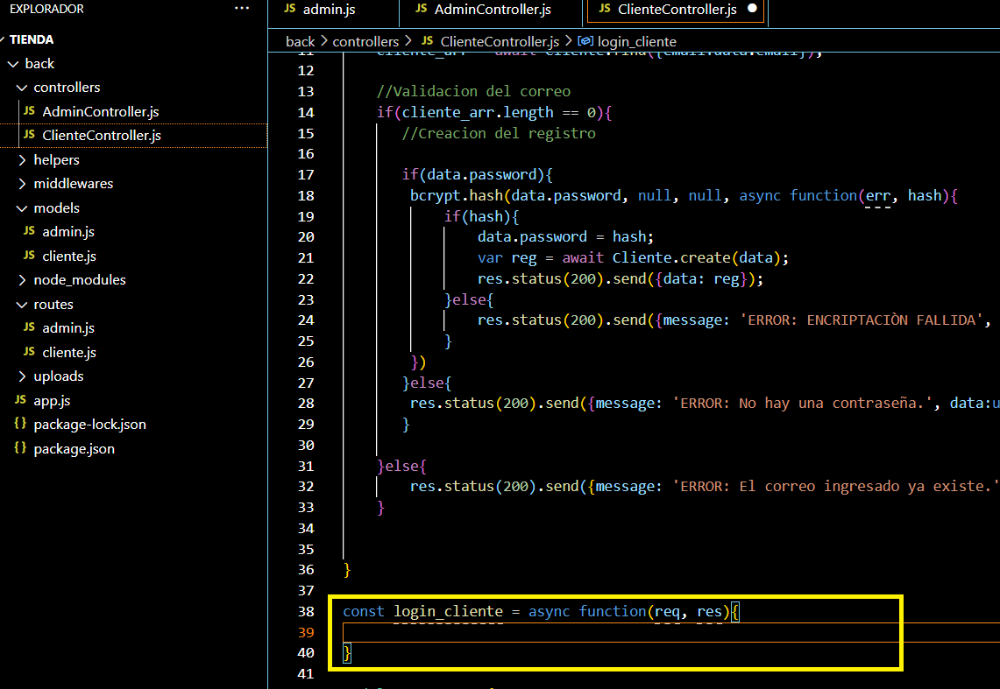 EXPLORADOR ···
TIENDA
back
controllers
JS AdminController.js
JS ClienteController.js
helpers
middlewares
models
JS admin.js
JS cliente.js
node_modules
routes
JS admin.js
JS cliente.js
uploads
JS app.js
{} package-lock.json
{} package.json
JS admin.js JS AdminController.js JS ClienteController.js ●
back > controllers > JS ClienteController.js > login_cliente
11 cliente_arr = await Cliente.find({email:data.email});
12
13 //Validacion del correo
14 if(cliente_arr.length == 0){
15 //Creacion del registro
16
17 if(data.password){
18 bcrypt.hash(data.password, null, null, async function(err, hash){
19 if(hash){
20 data.password = hash;
21 var reg = await Cliente.create(data);
22 res.status(200).send({data: reg});
23 }else{
24 res.status(200).send({message: 'ERROR: ENCRIPTACIÒN FALLIDA',
25 }
26 })
27 }else{
28 res.status(200).send({message: 'ERROR: No hay una contraseña.', data:u
29 }
30
31 }else{
32 res.status(200).send({message: 'ERROR: El correo ingresado ya existe.'
33 }
34
35
36 }
37
38 const login_cliente = async function(req, res){
39
40 }
41